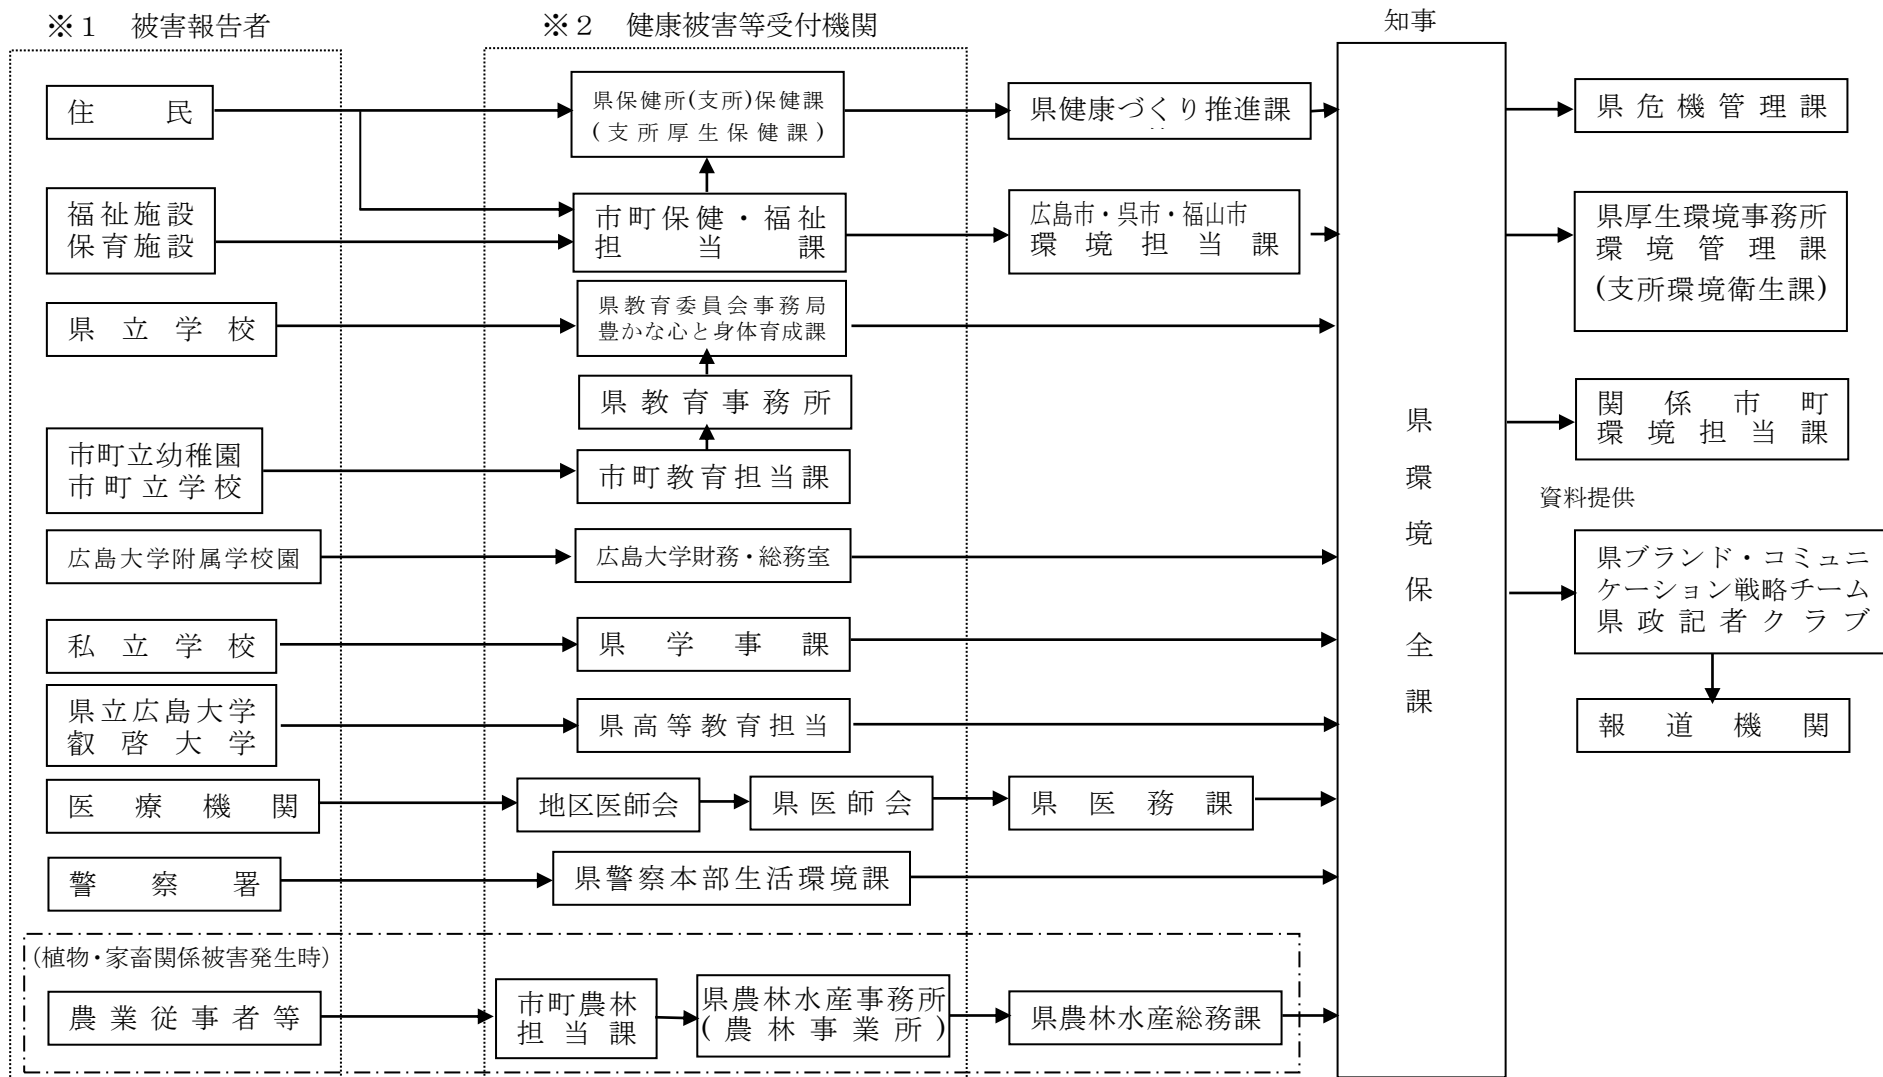 ※１　被害報告者
※２　健康被害等受付機関
知事
住民
県保健所(支所)保健課
(支所厚生保健課)
県健康づくり推進課
県危機管理課
福祉施設
保育施設
市町保健・福祉
担当課
広島市・呉市・福山市
環境担当課
県厚生環境事務所
環境管理課
(支所環境衛生課)
県立学校
県教育委員会事務局
豊かな心と身体育成課
県教育事務所
関係市町
環境担当課
市町立幼稚園
市町立学校
市町教育担当課
県環境保全課
資料提供
広島大学附属学校園
広島大学財務・総務室
県ブランド・コミュニ
ケーション戦略チーム
県政記者クラブ
私立学校
県学事課
県立広島大学
叡啓大学
県高等教育担当
報道機関
医療機関
地区医師会
県医師会
県医務課
警察署
県警察本部生活環境課
(植物・家畜関係被害発生時)
農業従事者等
市町農林
担当課
県農林水産事務所
(農林事業所)
県農林水産総務課